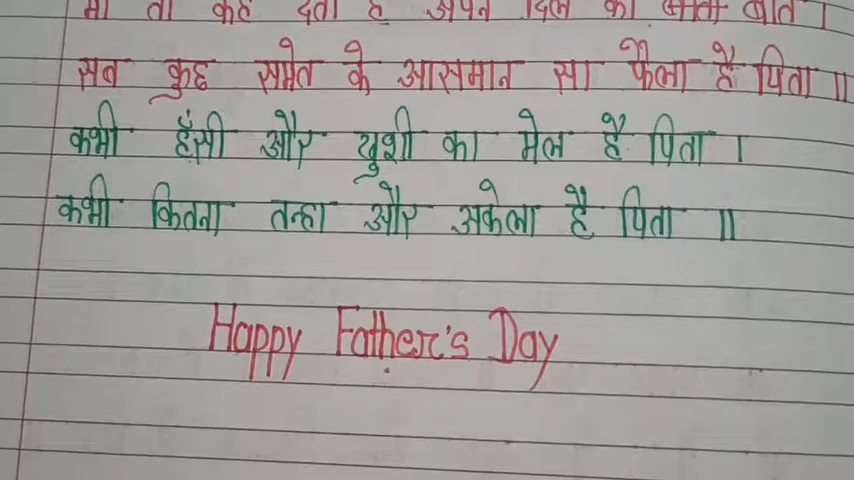 मां तो कह देती है अपने दिल की बात ।
सब कुछ समेत के आसमान सा फैला है पिता ॥
कभी हँसी और खुशी का मेल है पिता ।
कभी कितना तन्हा और अकेला है पिता ॥
Happy Father's Day